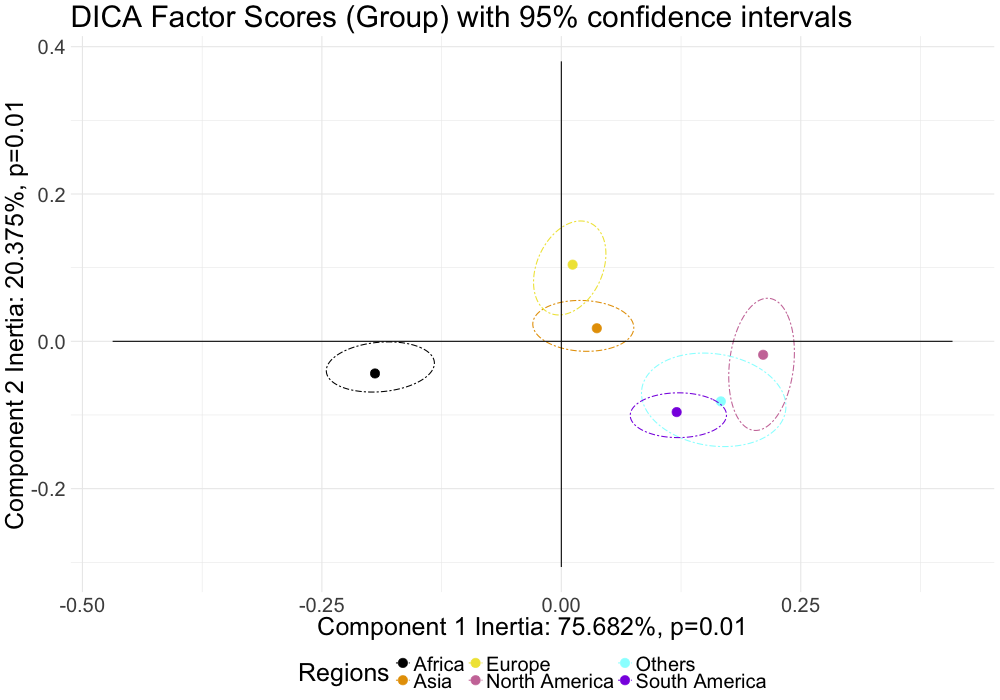 DICA Factor Scores (Group) with 95% confidence intervals
Component 2 Inertia: 20.375%, p=0.01
0.4
0.2
0.0
-0.2
-0.50
-0.25
0.00
0.25
Component 1 Inertia: 75.682%, p=0.01
Regions
Africa
Europe
Others
Asia
North America
South America